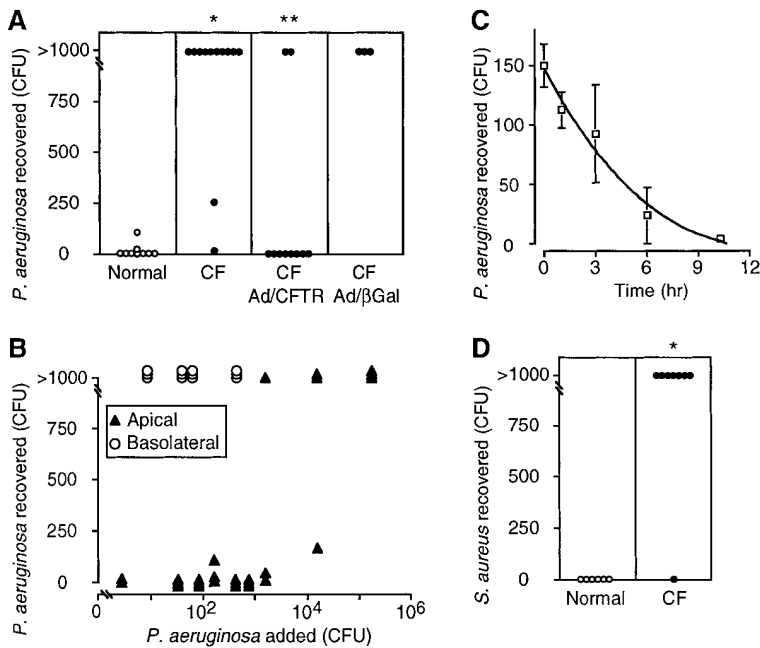 A
P. aeruginosa recovered (CFU)
>1000
750
500
250
0
*
**
Normal
CF
CF
Ad/CFTR
CF
Ad/βGal
C
P. aeruginosa recovered (CFU)
150
100
50
0
0
3
6
9
12
Time (hr)
B
P. aeruginosa recovered (CFU)
>1000
750
500
250
0
Apical
Basolateral
0
10²
10⁴
10⁶
P. aeruginosa added (CFU)
D
S. aureus recovered (CFU)
>1000
750
500
250
0
*
Normal
CF